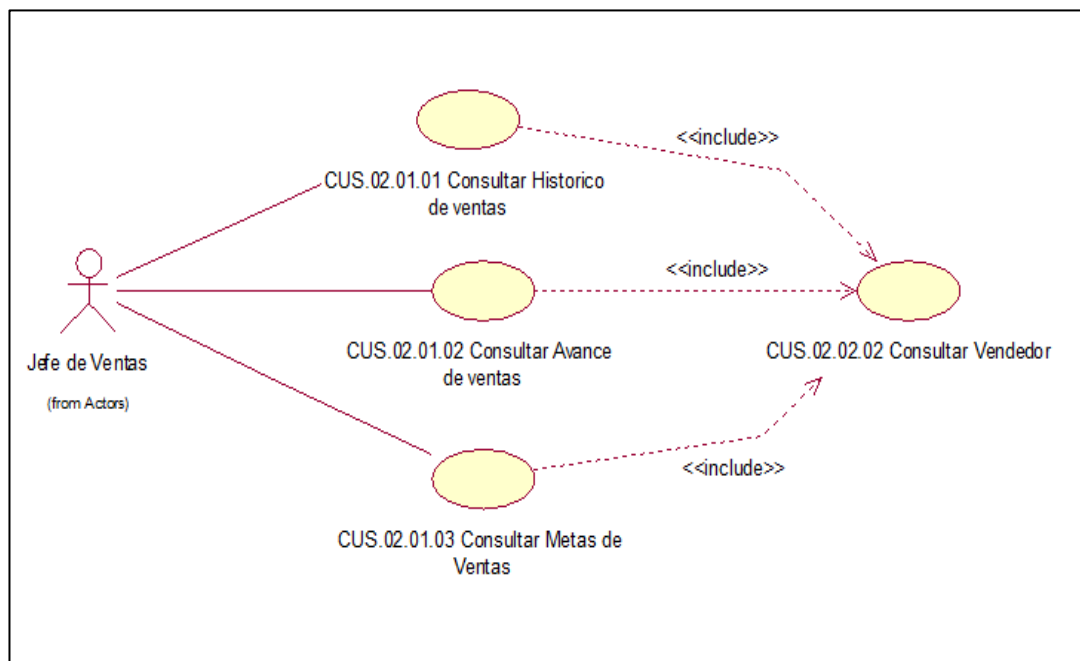 <<include>>
CUS.02.01.01 Consultar Historico
de ventas
<<include>>
Jefe de Ventas
(from Actors)
CUS.02.01.02 Consultar Avance
de ventas
CUS.02.02.02 Consultar Vendedor
<<include>>
CUS.02.01.03 Consultar Metas de
Ventas